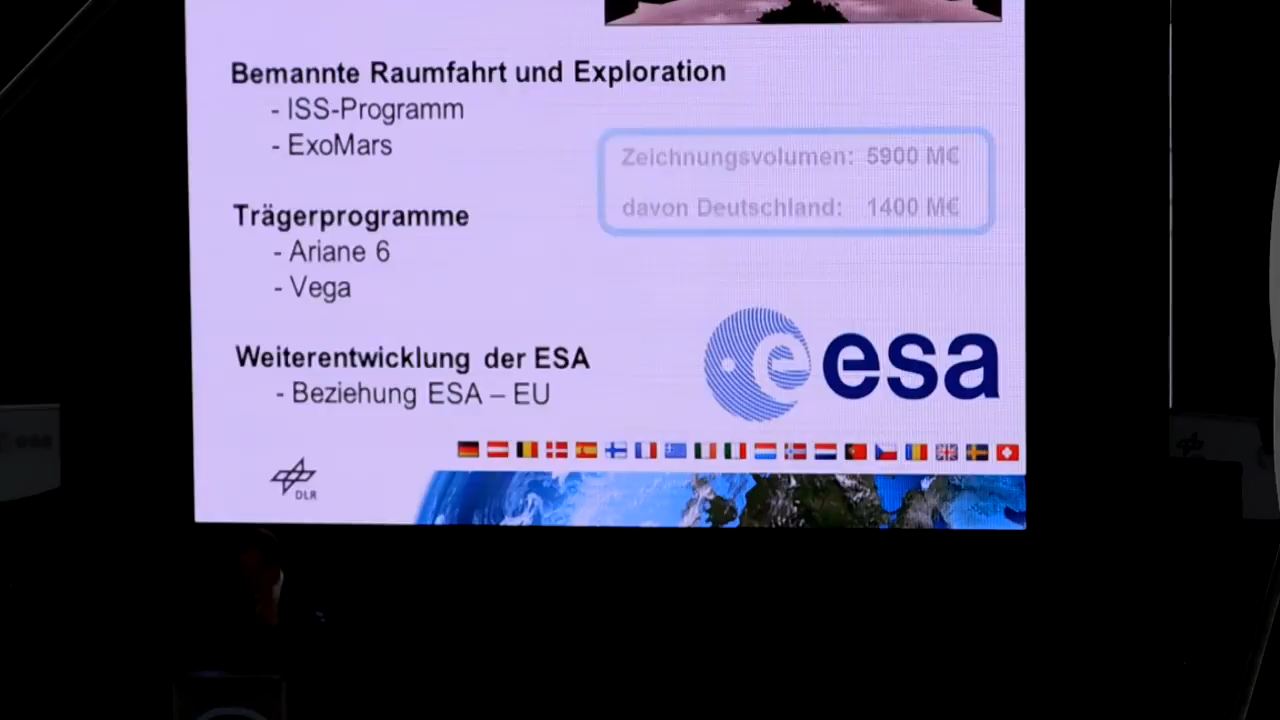 Bemannte Raumfahrt und Exploration
- ISS-Programm
- ExoMars
Zeichnungsvolumen: 5900 M€
davon Deutschland: 1400 M€
Trägerprogramme
- Ariane 6
- Vega
Weiterentwicklung der ESA
- Beziehung ESA – EU
esa
DLR
esa